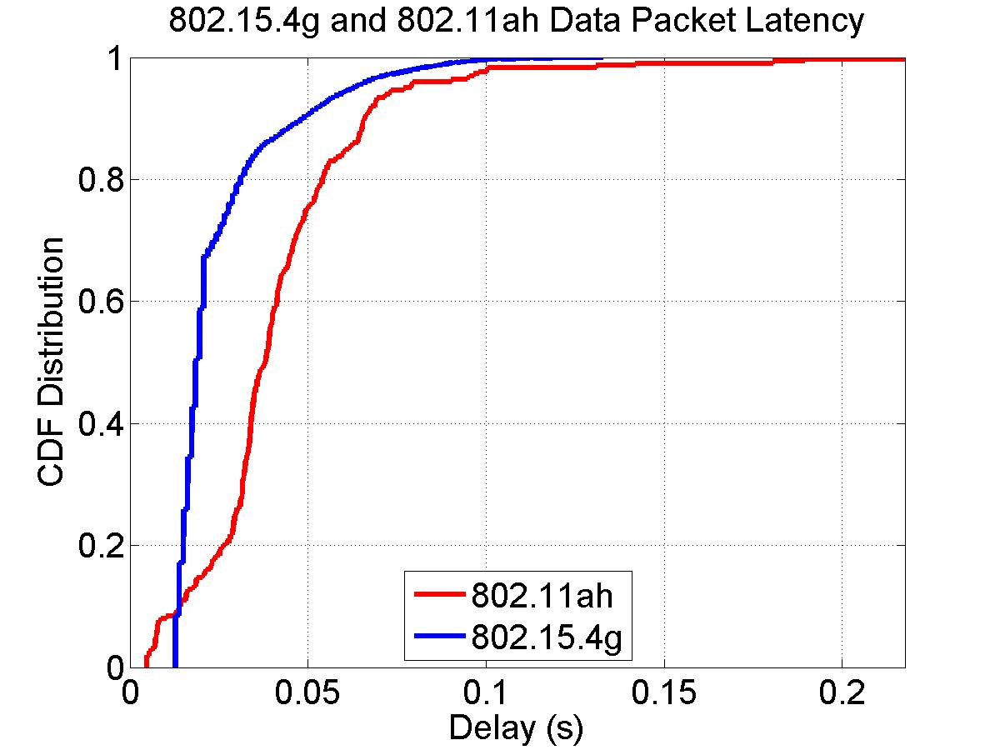 802.15.4g and 802.11ah Data Packet Latency
1
0.8
0.6
0.4
0.2
0
CDF Distribution
802.11ah
802.15.4g
0 0.05 0.1 0.15 0.2
Delay (s)